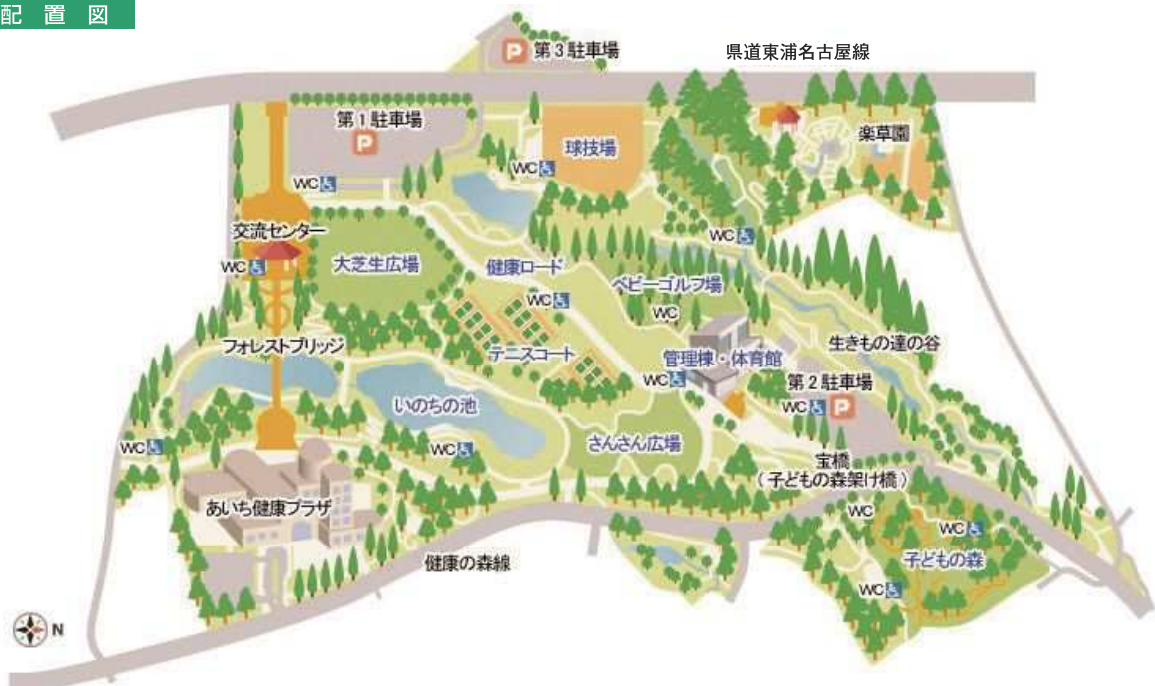 配置図
第3駐車場
県道東浦名古屋線
P
第1駐車場
P
楽草園
球技場
WC
WC
交流センター
WC
WC
大芝生広場
健康ロード
ベビーゴルフ場
WC
WC
フォレストブリッジ
テニスコート
管理棟・体育館
生きもの達の谷
WC
第2駐車場
WC
P
いのちの池
さんさん広場
WC
WC
宝橋
(子どもの森架け橋)
あいち健康プラザ
WC
WC
健康の森線
子どもの森
WC
N